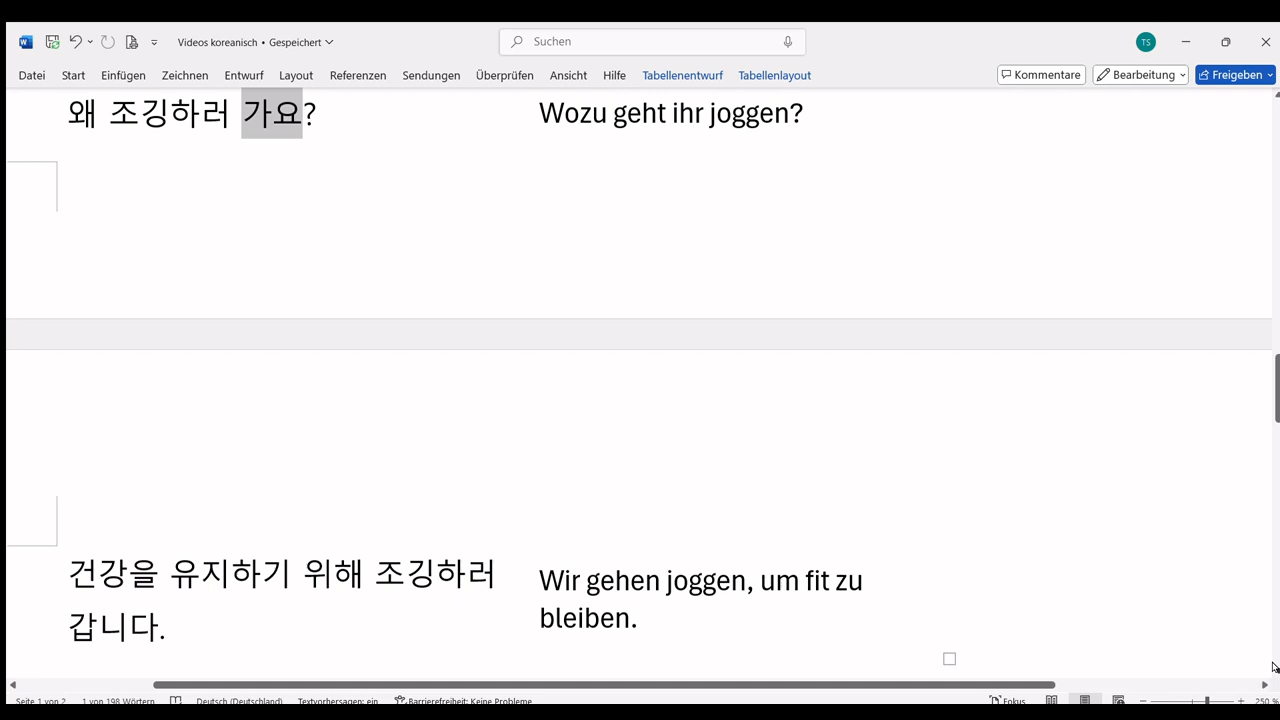 Videos koreanisch • Gespeichert
Suchen
TS
Datei Start Einfügen Zeichnen Entwurf Layout Referenzen Sendungen Überprüfen Ansicht Hilfe Tabellenentwurf Tabellenlayout
Kommentare Bearbeitung Freigeben
왜 조깅하러 가요? Wozu geht ihr joggen?
건강을 유지하기 위해 조깅하러
갑니다.
Wir gehen joggen, um fit zu
bleiben.
Seite 1 von 2 1 von 198 Wörtern Deutsch (Deutschland) Textvorhersagen: ein Barrierefreiheit: Keine Probleme Fokus 250 %